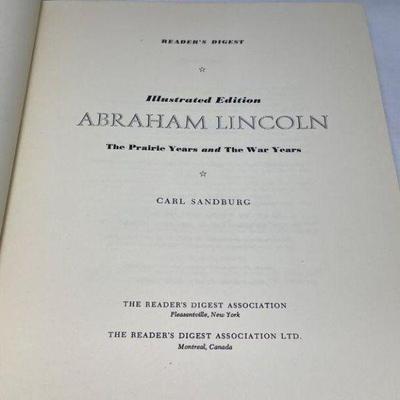 READER'S DIGEST
☆
Illustrated Edition
ABRAHAM LINCOLN
The Prairie Years and The War Years
☆
CARL SANDBURG
THE READER'S DIGEST ASSOCIATION
Pleasantville, New York
THE READER'S DIGEST ASSOCIATION LTD.
Montreal, Canada